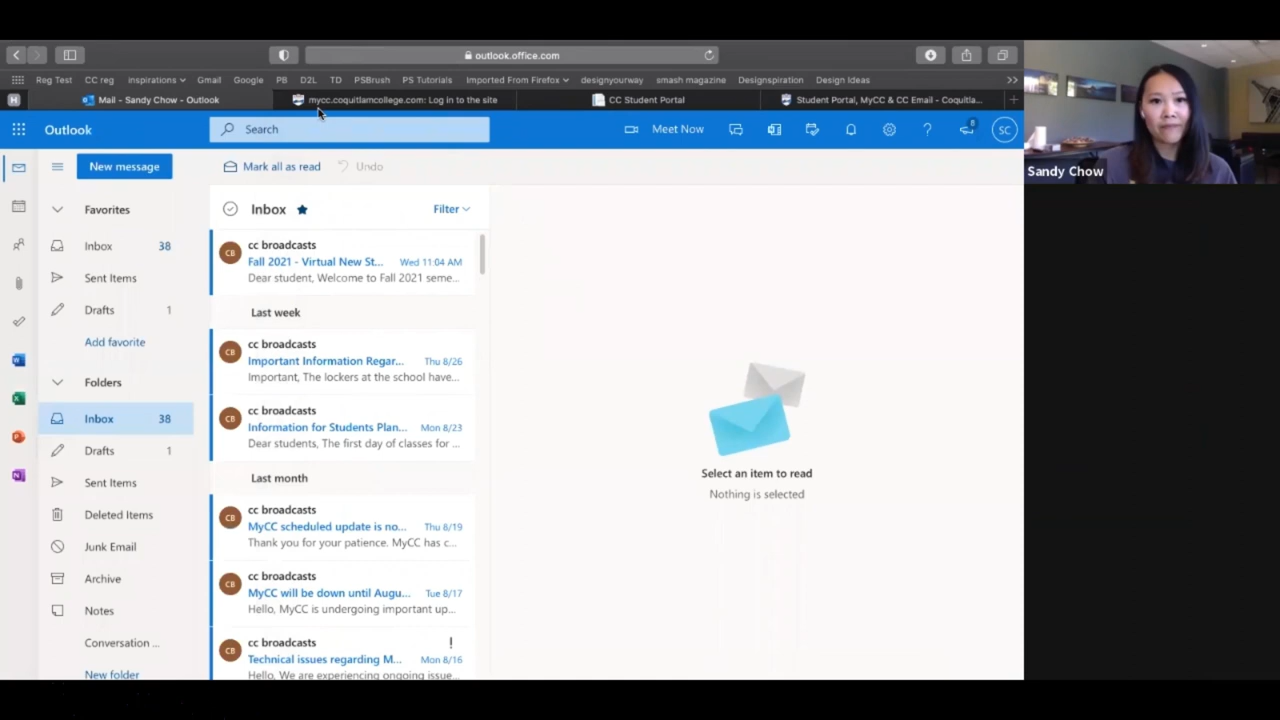 outlook.office.com
Reg Test CC reg inspirations Gmail Google PB D2L TD PSBrush PS Tutorials Imported From Firefox designyourway smash magazine Parachute Design Design Ideas
H Mail - Sandy Chow - Outlook mycc.coquitlamcollege.com: Log in to the site CC Student Portal Student Portal, MyCC & CC Email - Coquitla...
Outlook Search Meet Now 8 SC
Sandy Chow
New message Mark all as read Undo
Favorites
Inbox 38
Sent Items
Drafts 1
Add favorite
Folders
Inbox 38
Drafts 1
Sent Items
Deleted Items
Junk Email
Archive
Notes
Conversation ...
New folder
Inbox Filter
CB cc broadcasts
Fall 2021 - Virtual New St... Wed 11:04 AM
Dear student, Welcome to Fall 2021 seme...
Last week
CB cc broadcasts
Important Information Regar... Thu 8/26
Important, The lockers at the school have...
CB cc broadcasts
Information for Students Plan... Mon 8/23
Dear students, The first day of classes for ...
Last month
CB cc broadcasts
MyCC scheduled update is no... Thu 8/19
Thank you for your patience. MyCC has c...
CB cc broadcasts
MyCC will be down until Augu... Tue 8/17
Hello, MyCC is undergoing important up...
CB cc broadcasts !
Technical issues regarding M... Mon 8/16
Hello, We are experiencing ongoing issue...
Select an item to read
Nothing is selected